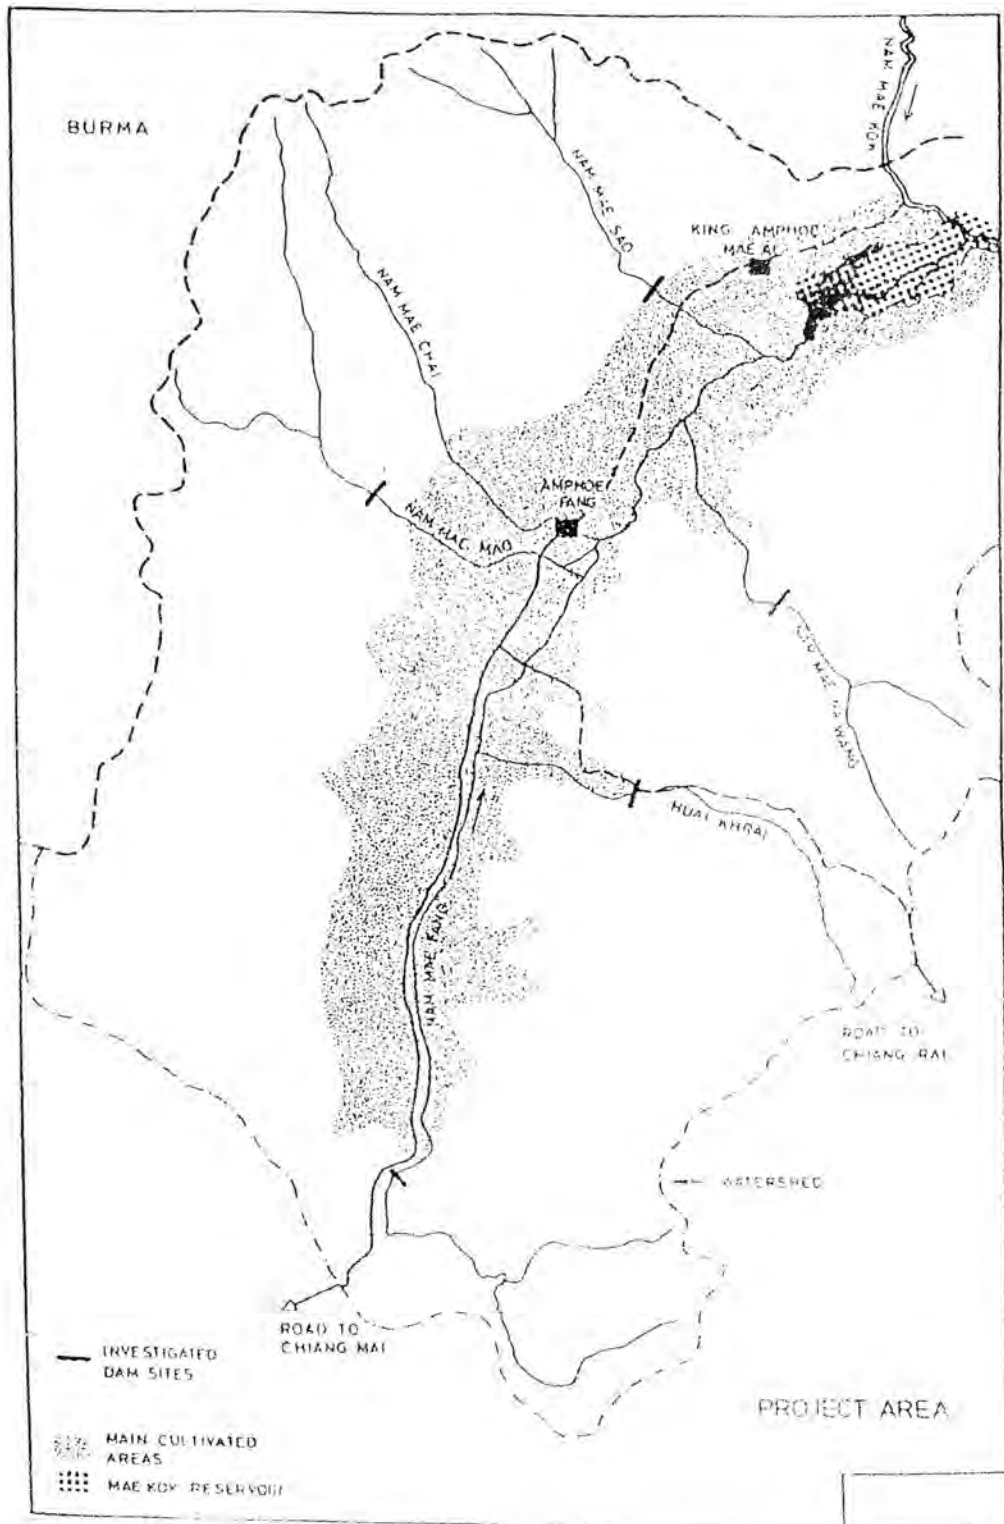 BURMA
NAM MAE KOK
NAM MAE SAO
KING AMPHOE
MAE AI
NAM MAE CHAI
AMPHOE
FANG
NAM MAE MAO
HUAI KHRAI
NAM MAE FANG
ROAD TO
CHIANG RAI
WATERSHED
ROAD TO
CHIANG MAI
INVESTIGATED
DAM SITES
PROJECT AREA
MAIN CULTIVATED
AREAS
MAE KOK RESERVOIR